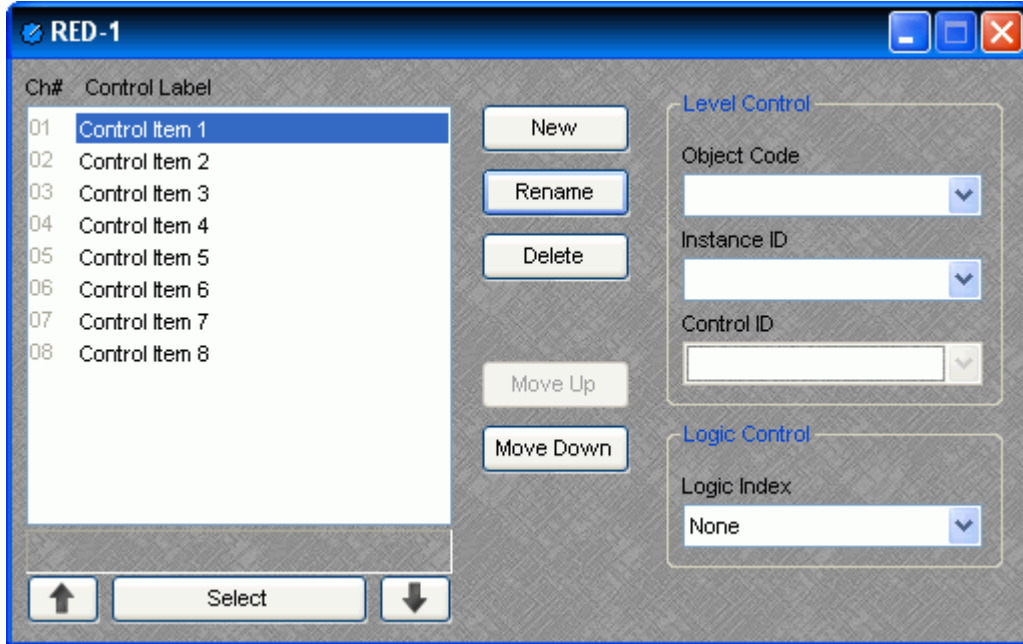 RED-1
Ch# Control Label
01 Control Item 1
02 Control Item 2
03 Control Item 3
04 Control Item 4
05 Control Item 5
06 Control Item 6
07 Control Item 7
08 Control Item 8
Select
New
Rename
Delete
Move Up
Move Down
Level Control
Object Code
Instance ID
Control ID
Logic Control
Logic Index
None